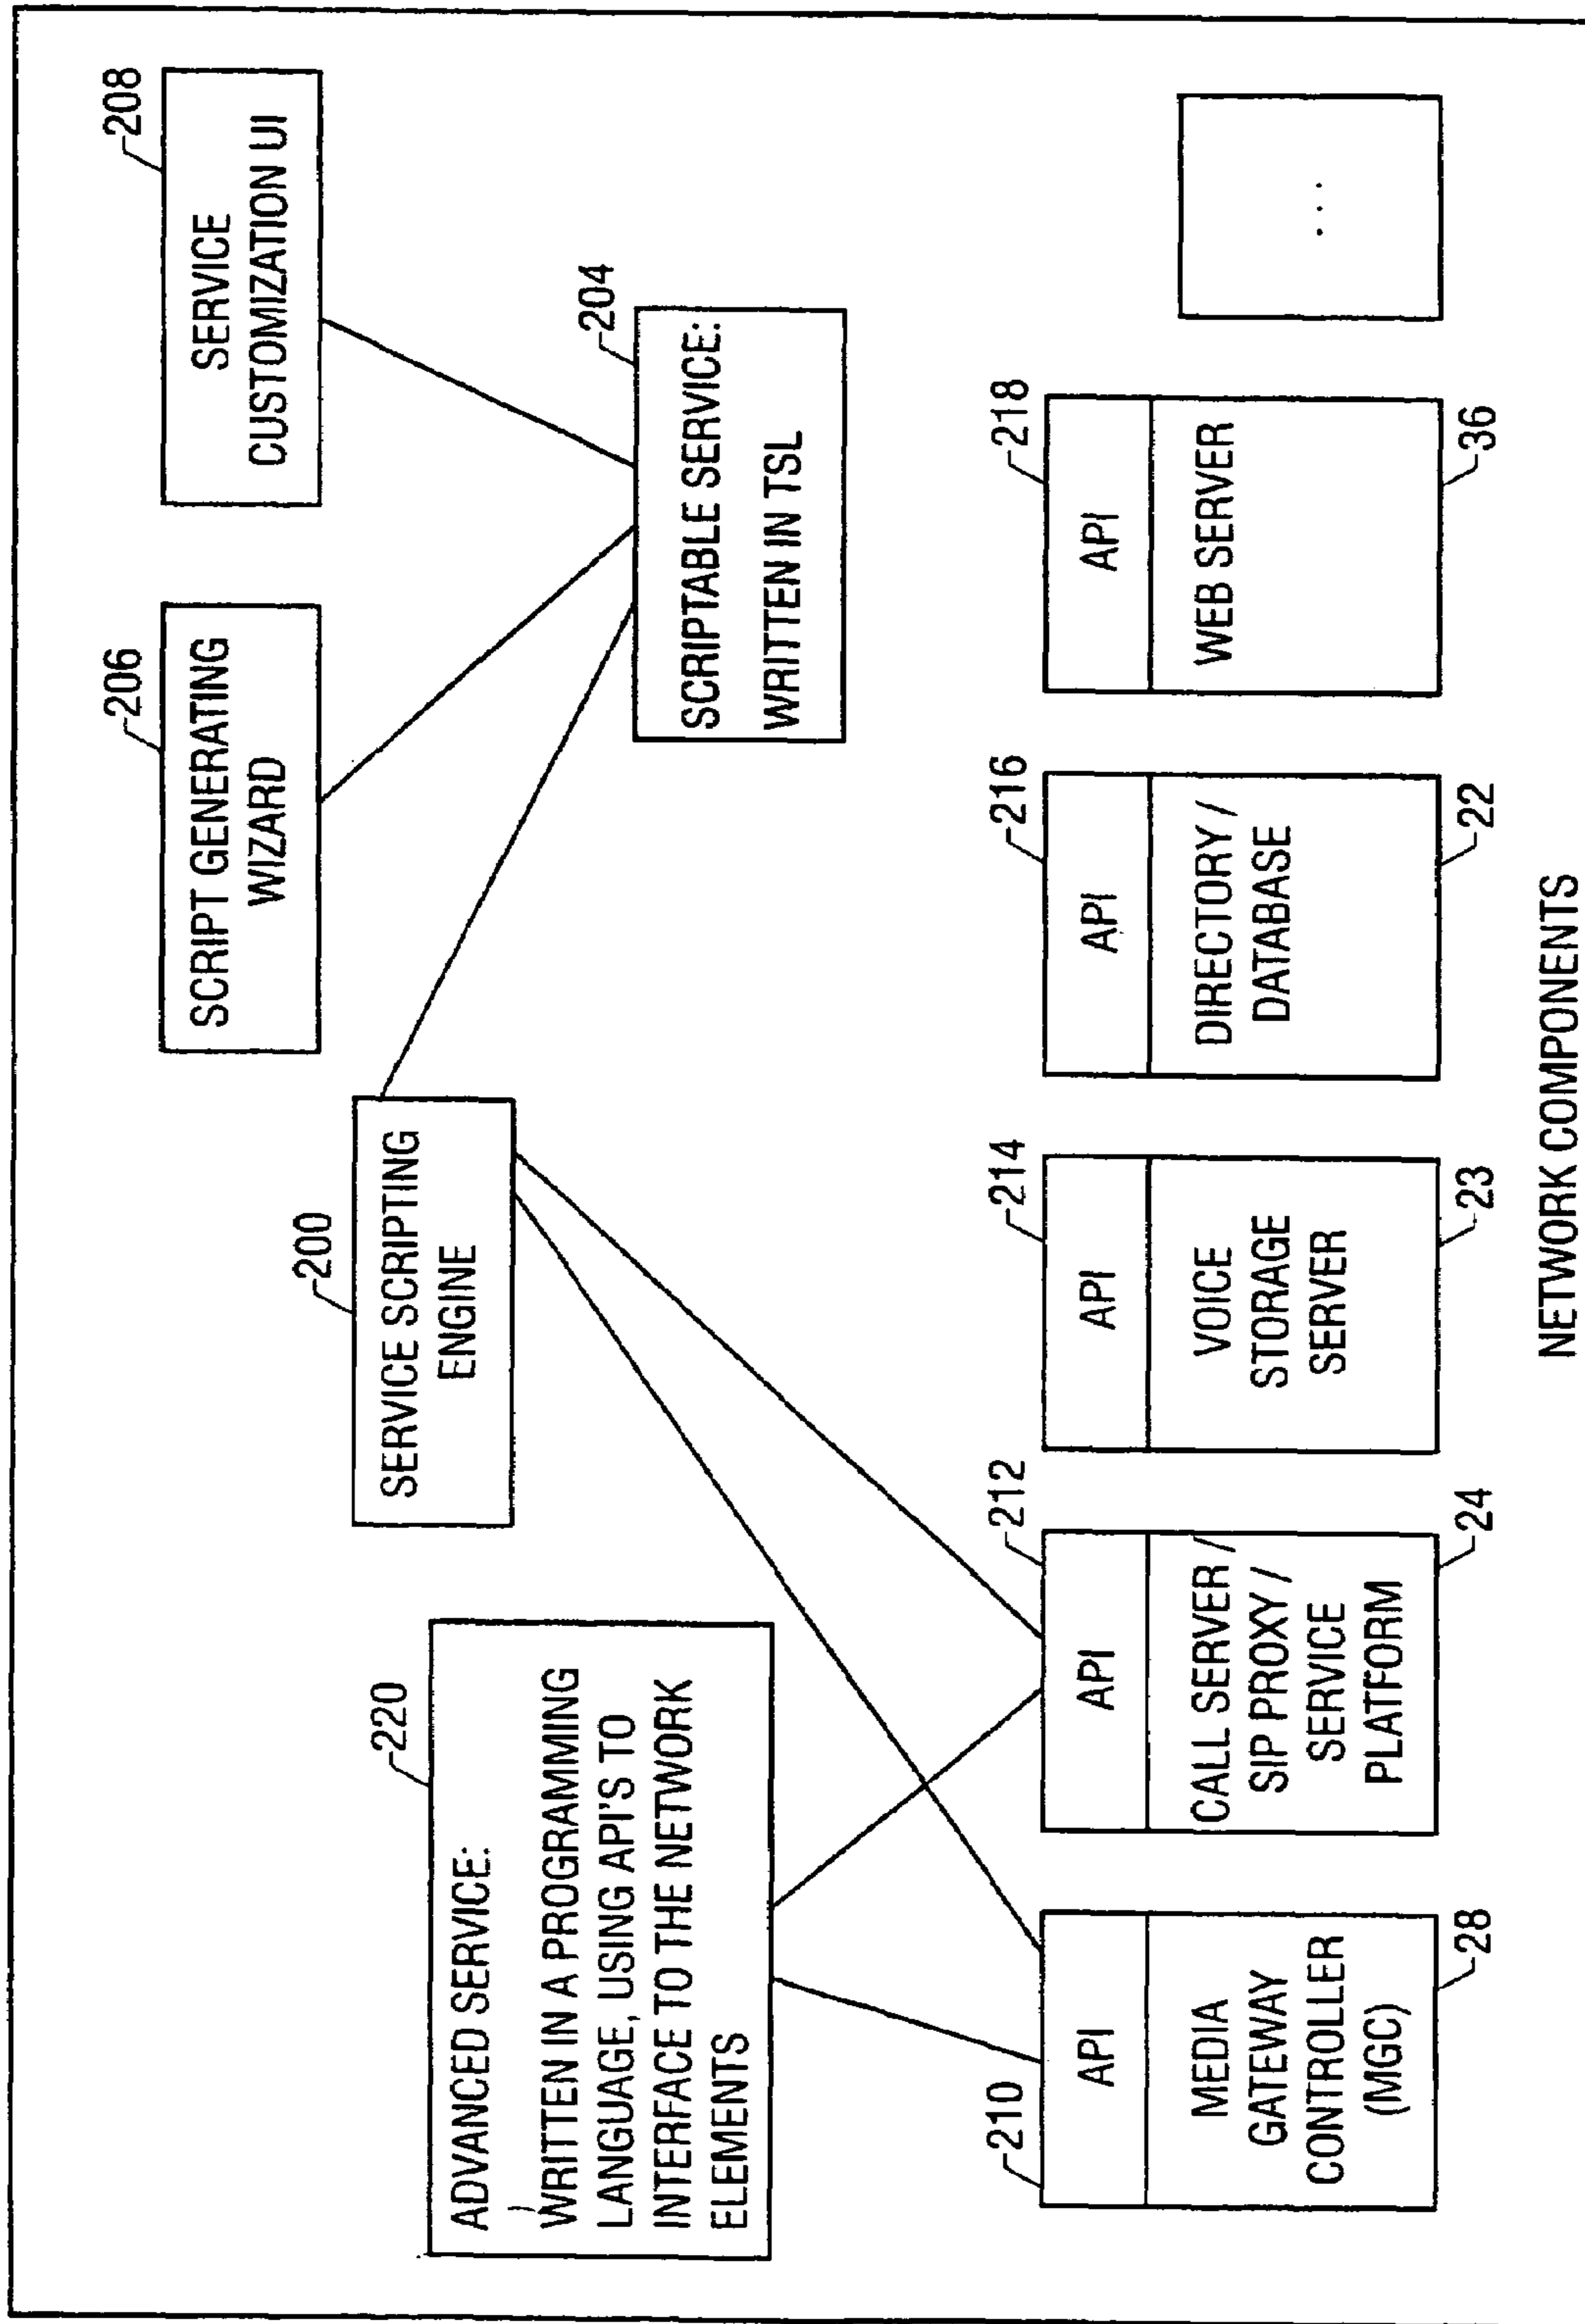 208
SERVICE
CUSTOMIZATION UI
206
SCRIPT GENERATING
WIZARD
200
SERVICE SCRIPTING
ENGINE
204
SCRIPTABLE SERVICE:
WRITTEN IN TSL
220
ADVANCED SERVICE:
WRITTEN IN A PROGRAMMING
LANGUAGE, USING API'S TO
INTERFACE TO THE NETWORK
ELEMENTS
210
API
MEDIA
GATEWAY
CONTROLLER
(MGC)
28
212
API
CALL SERVER /
SIP PROXY /
SERVICE
PLATFORM
24
214
API
VOICE
STORAGE
SERVER
23
216
API
DIRECTORY /
DATABASE
22
218
API
WEB SERVER
36
...
NETWORK COMPONENTS